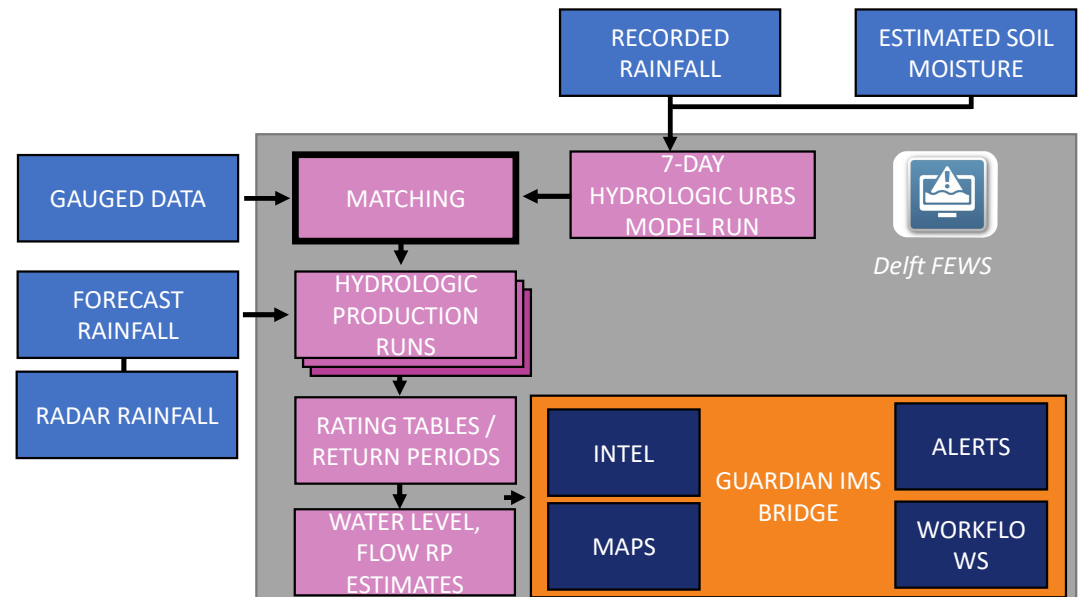 RECORDED
RAINFALL
ESTIMATED SOIL
MOISTURE
GAUGED DATA
MATCHING
7-DAY
HYDROLOGIC URBS
MODEL RUN
Delft FEWS
FORECAST
RAINFALL
HYDROLOGIC
PRODUCTION
RUNS
RADAR RAINFALL
RATING TABLES /
RETURN PERIODS
WATER LEVEL,
FLOW RP
ESTIMATES
INTEL
MAPS
GUARDIAN IMS
BRIDGE
ALERTS
WORKFLO
WS